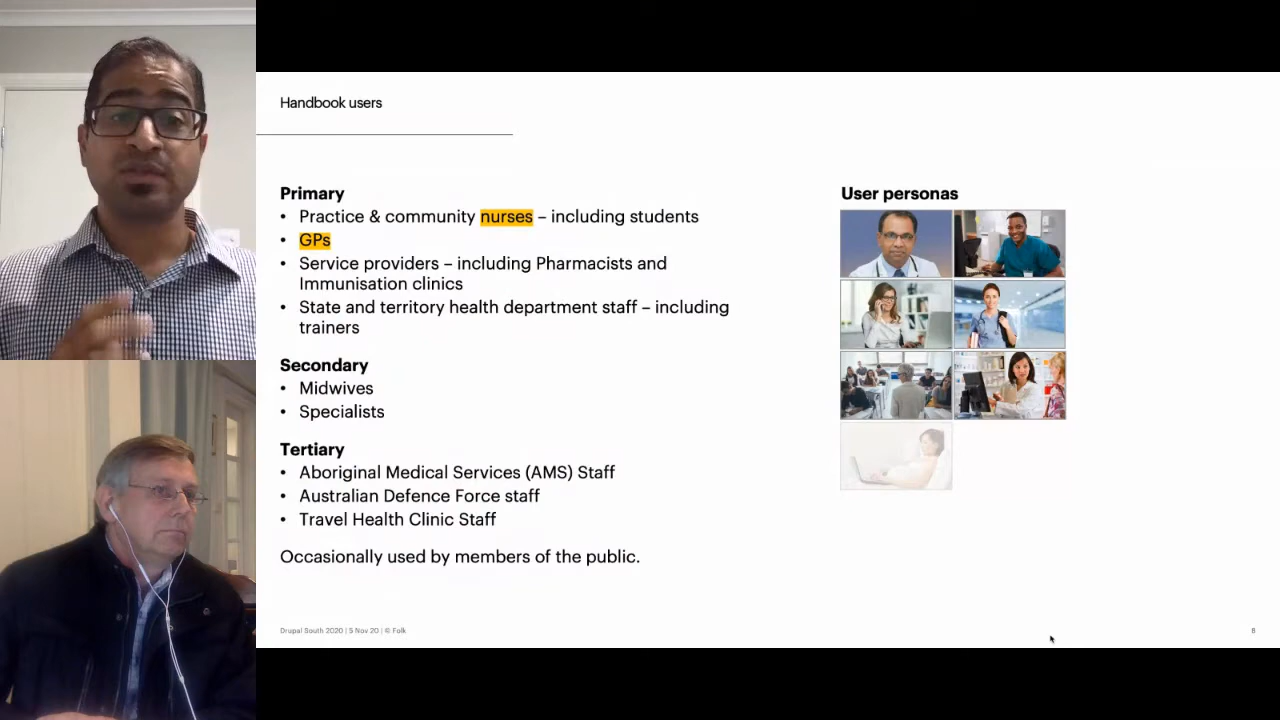 Handbook users
Primary
• Practice & community nurses – including students
• GPs
• Service providers – including Pharmacists and
Immunisation clinics
• State and territory health department staff – including
trainers
Secondary
• Midwives
• Specialists
Tertiary
• Aboriginal Medical Services (AMS) Staff
• Australian Defence Force staff
• Travel Health Clinic Staff
Occasionally used by members of the public.
User personas
Drupal South 2020 | 5 Nov 20 | © Folk
8